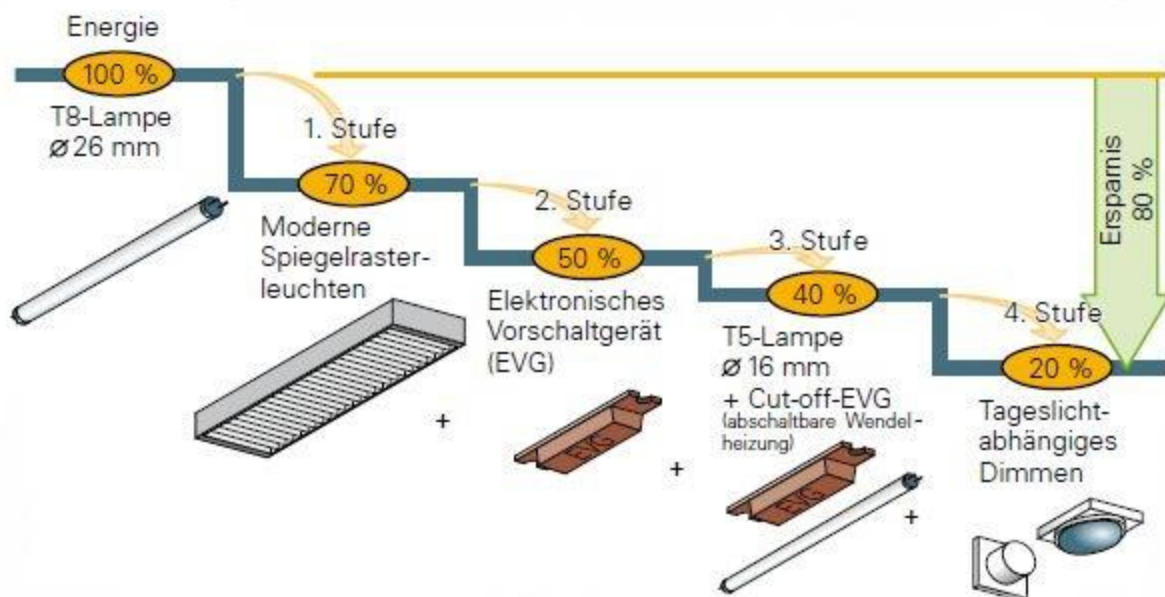 Energie
100 %
T8-Lampe
ø 26 mm
1. Stufe
70 %
Moderne
Spiegelraster-
leuchten
+
2. Stufe
50 %
Elektronisches
Vorschaltgerät
(EVG)
EVG
+
3. Stufe
40 %
T5-Lampe
ø 16 mm
+ Cut-off-EVG
(abschaltbare Wendel-
heizung)
EVG
+
4. Stufe
20 %
Tageslicht-
abhängiges
Dimmen
Ersparnis
80 %